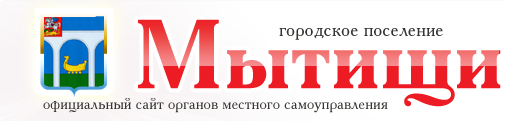 городское поселение
Мытищи
официальный сайт органов местного самоуправления